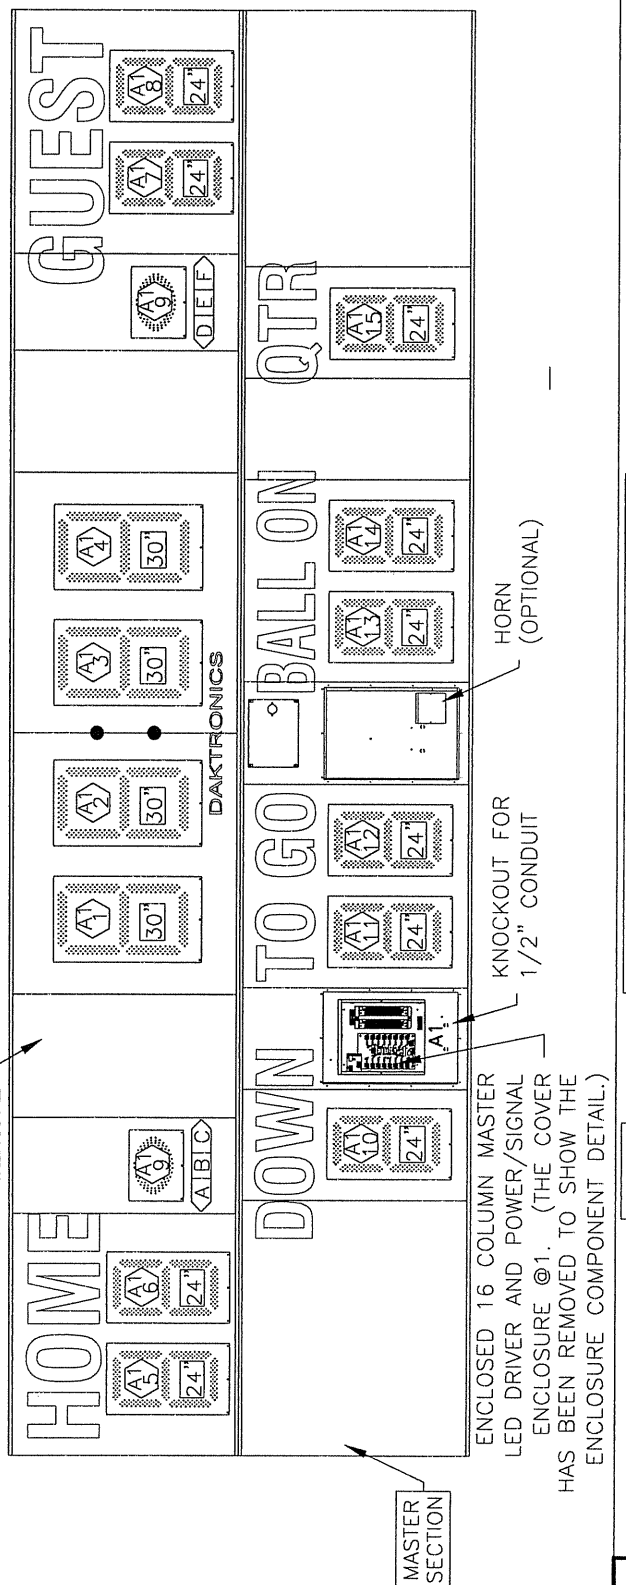 HOME
GUEST
A1
5
24"
A1
6
24"
A1
9
A B C
A1
1
30"
A1
2
30"
A1
3
30"
A1
4
30"
A1
9
D E F
A1
7
24"
A1
8
24"
DAKTRONICS
DOWN
TO GO
BALL ON
QTR
A1
10
24"
A1
A1
11
24"
A1
12
24"
A1
13
24"
A1
14
24"
A1
15
24"
MASTER
SECTION
ENCLOSED 16 COLUMN MASTER
LED DRIVER AND POWER/SIGNAL
ENCLOSURE @1. (THE COVER
HAS BEEN REMOVED TO SHOW THE
ENCLOSURE COMPONENT DETAIL.)
KNOCKOUT FOR
1/2" CONDUIT
HORN
(OPTIONAL)